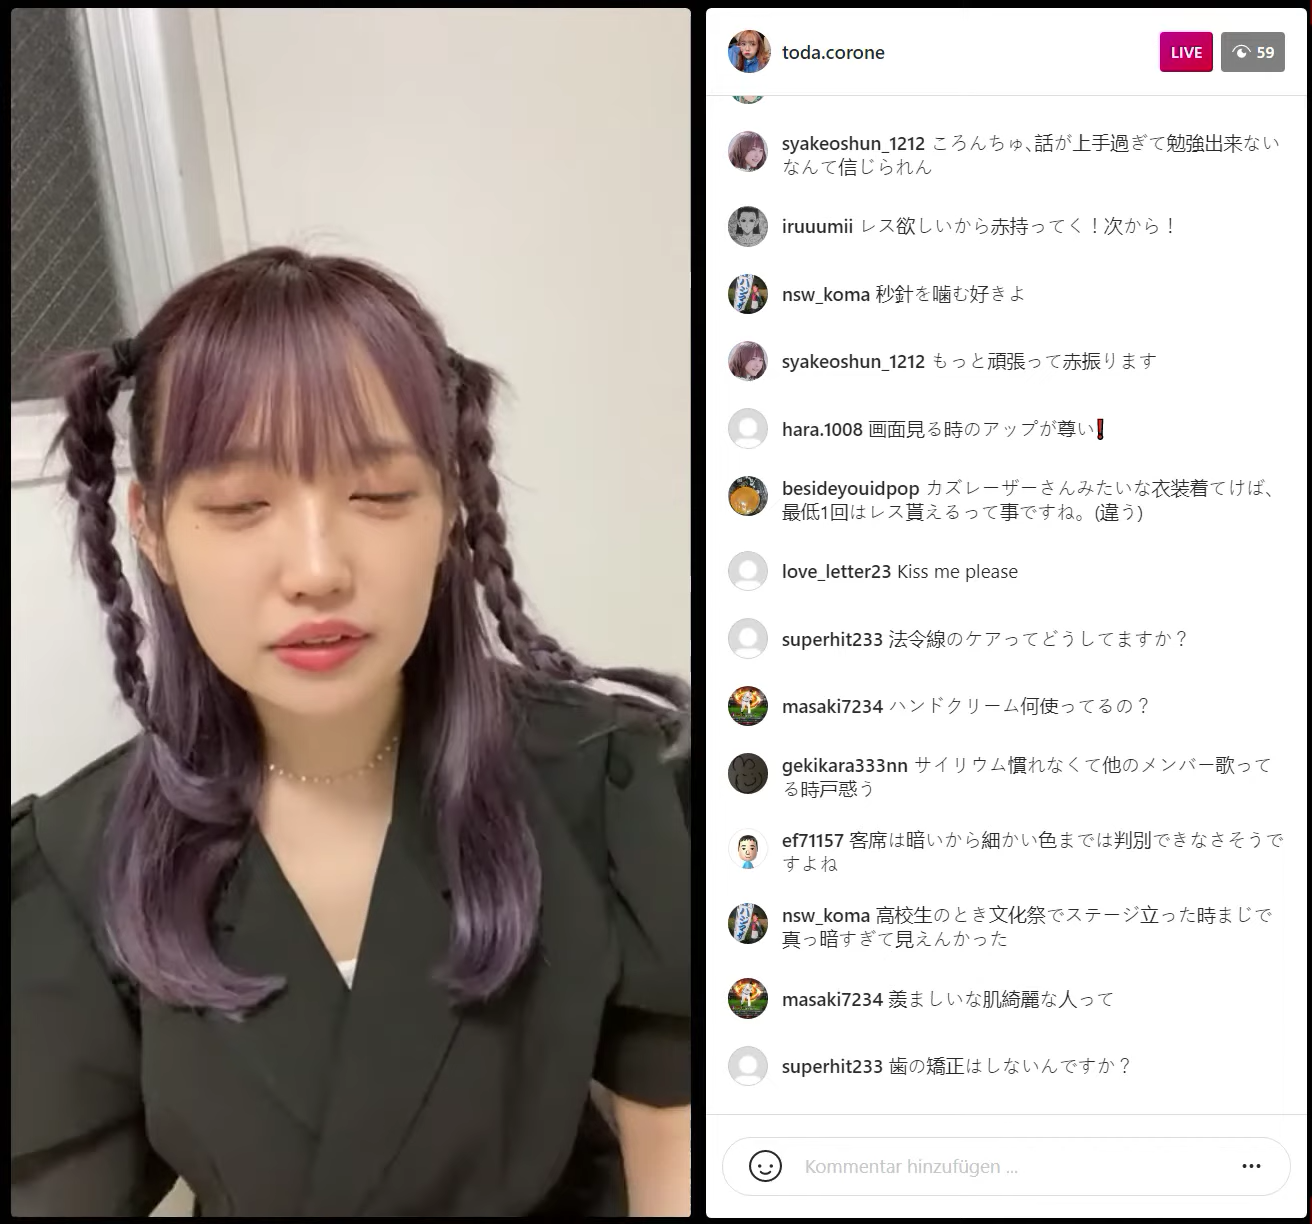 toda.corone
LIVE
59
syakeoshun_1212 ころんちゅ、話が上手過ぎて勉強出来ない
なんて信じられん
iruuumii レス欲しいから赤持ってく！次から！
nsw_koma 秒針を噛む好きよ
syakeoshun_1212 もっと頑張って赤振ります
hara.1008 画面見る時のアップが尊い❗
besideyouidpop カズレーザーさんみたいな衣装着てけば、
最低1回はレス貰えるって事ですね。(違う)
love_letter23 Kiss me please
superhit233 法令線のケアってどうしてますか？
masaki7234 ハンドクリーム何使ってるの？
gekikara333nn サイリウム慣れなくて他のメンバー歌って
る時戸惑う
ef71157 客席は暗いから細かい色までは判別できなさそうで
すよね
nsw_koma 高校生のとき文化祭でステージ立った時まじで
真っ暗すぎて見えんかった
masaki7234 羨ましいな肌綺麗な人って
superhit233 歯の矯正はしないんですか？
Kommentar hinzufügen ...